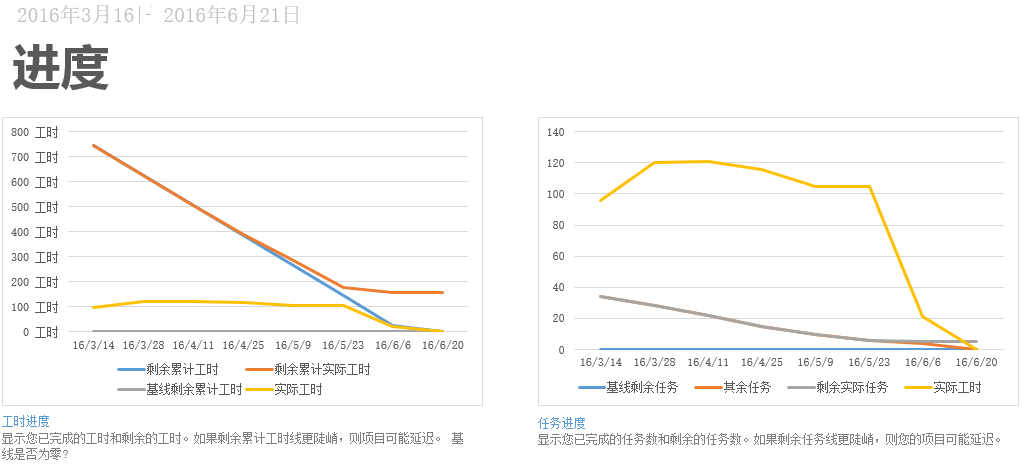 2016年3月16 - 2016年6月21日
进度
800 工时
700 工时
600 工时
500 工时
400 工时
300 工时
200 工时
100 工时
0 工时
16/3/14 16/3/28 16/4/11 16/4/25 16/5/9 16/5/23 16/6/6 16/6/20
剩余累计工时 剩余累计实际工时
基线剩余累计工时 实际工时
工时进度
显示您已完成的工时和剩余的工时。如果剩余累计工时线更陡峭，则项目可能延迟。 基
线是否为零？
140
120
100
80
60
40
20
0
16/3/14 16/3/28 16/4/11 16/4/25 16/5/9 16/5/23 16/6/6 16/6/20
基线剩余任务 其余任务 剩余实际任务 实际工时
任务进度
显示您已完成的任务数和剩余的任务数。如果剩余任务线更陡峭，则您的项目可能延迟。